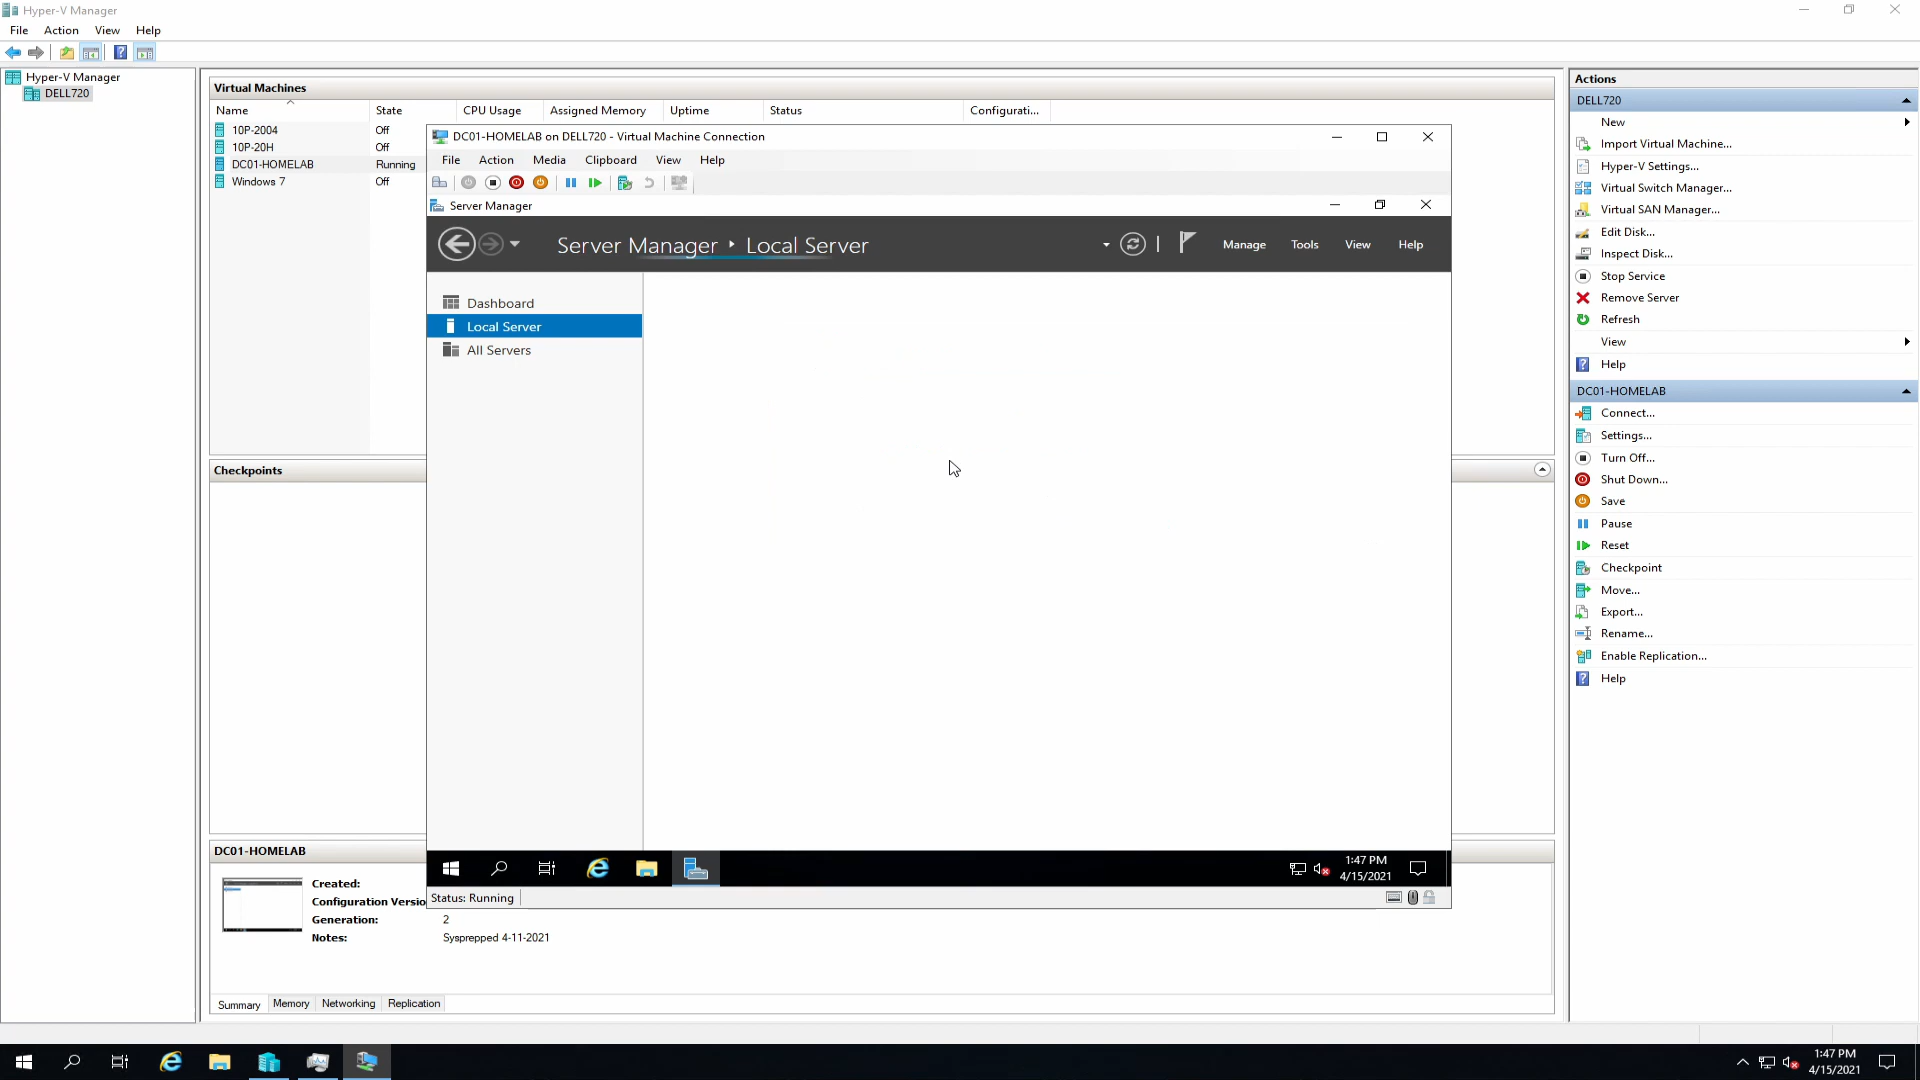 Hyper-V Manager
File Action View Help
Hyper-V Manager
DELL720
Virtual Machines
Name State CPU Usage Assigned Memory Uptime Status Configurati...
10P-2004 Off
10P-20H Off
DC01-HOMELAB Running
Windows 7 Off
Checkpoints
DC01-HOMELAB
Created:
Configuration Versio
Generation: 2
Notes: Sysprepped 4-11-2021
Summary Memory Networking Replication
DC01-HOMELAB on DELL720 - Virtual Machine Connection
File Action Media Clipboard View Help
Server Manager
Server Manager Local Server
Manage Tools View Help
Dashboard
Local Server
All Servers
1:47 PM
4/15/2021
Status: Running
Actions
DELL720
New
Import Virtual Machine...
Hyper-V Settings...
Virtual Switch Manager...
Virtual SAN Manager...
Edit Disk...
Inspect Disk...
Stop Service
Remove Server
Refresh
View
Help
DC01-HOMELAB
Connect...
Settings...
Turn Off...
Shut Down...
Save
Pause
Reset
Checkpoint
Move...
Export...
Rename...
Enable Replication...
Help
1:47 PM
4/15/2021